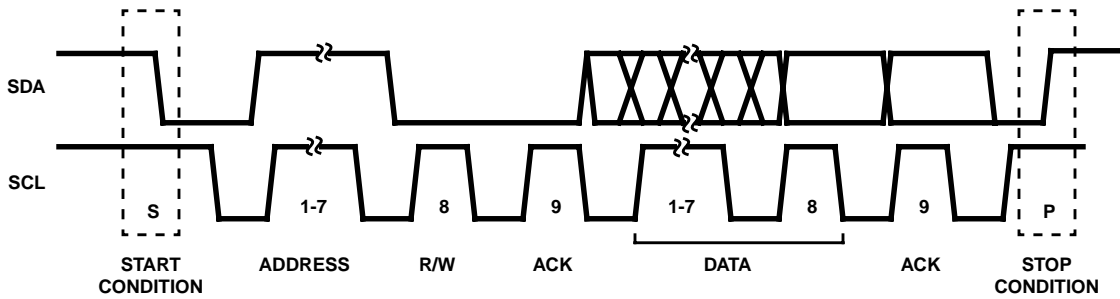 SDA
SCL
S
1-7
8
9
1-7
8
9
P
START
CONDITION
ADDRESS
R/W
ACK
DATA
ACK
STOP
CONDITION